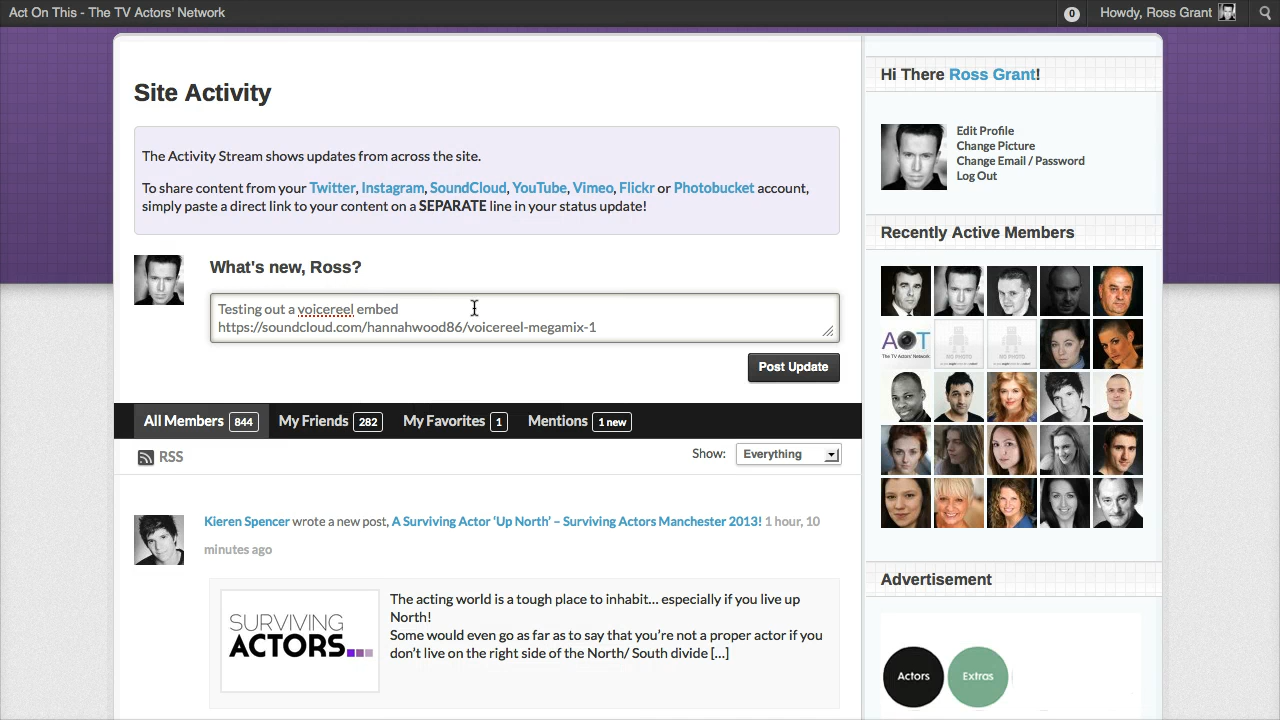 Act On This - The TV Actors' Network
0
Howdy, Ross Grant
Site Activity
The Activity Stream shows updates from across the site.
To share content from your Twitter, Instagram, SoundCloud, YouTube, Vimeo, Flickr or Photobucket account,
simply paste a direct link to your content on a SEPARATE line in your status update!
What's new, Ross?
Testing out a voicereel embed
https://soundcloud.com/hannahwood86/voicereel-megamix-1
Post Update
All Members 844 My Friends 282 My Favorites 1 Mentions 1 new
RSS
Show: Everything
Kieren Spencer wrote a new post, A Surviving Actor ‘Up North’ – Surviving Actors Manchester 2013! 1 hour, 10
minutes ago
SURVIVING
ACTORS
The acting world is a tough place to inhabit… especially if you live up
North!
Some would even go as far as to say that you’re not a proper actor if you
don’t live on the right side of the North/ South divide […]
Hi There Ross Grant!
Edit Profile
Change Picture
Change Email / Password
Log Out
Recently Active Members
AOT
The TV Actors' Network
NO PHOTO
NO PHOTO
Advertisement
Actors
Extras